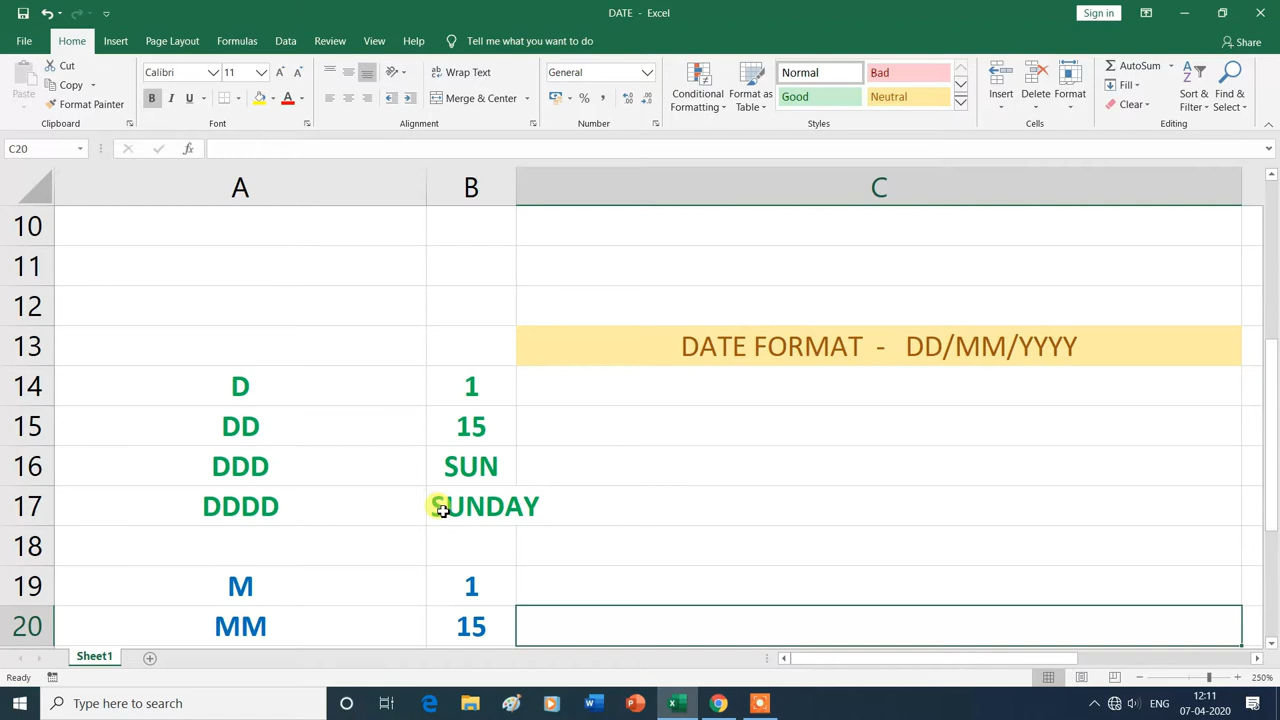 DATE - Excel
Sign in
File Home Insert Page Layout Formulas Data Review View Help Tell me what you want to do Share
Paste
Cut
Copy
Format Painter
Clipboard
Calibri 11
B I U
Font
Wrap Text
Merge & Center
Alignment
General
%
Number
Conditional Formatting
Format as Table
Normal Bad
Good Neutral
Styles
Insert Delete Format
Cells
AutoSum
Fill
Clear
Sort & Filter
Find & Select
Editing
C20
fx
A B C
10
11
12
13 DATE FORMAT - DD/MM/YYYY
14 D 1
15 DD 15
16 DDD SUN
17 DDDD SUNDAY
18
19 M 1
20 MM 15
Sheet1
Ready
250%
Type here to search
ENG
12:11
07-04-2020